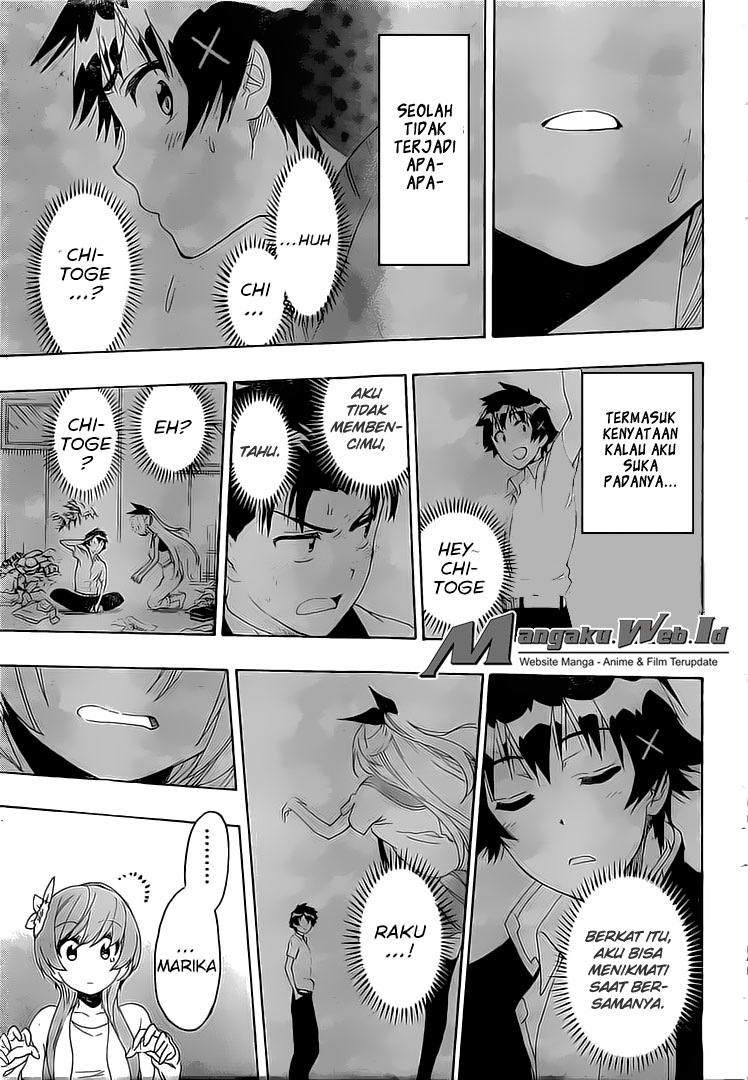 SEOLAH
TIDAK
TERJADI
APA-
APA-
...HUH
CHI
...
CHI-
TOGE
...?
TERMASUK
KENYATAAN
KALAU AKU
SUKA
PADANYA...
HEY~
CHI-
TOGE
AKU
TIDAK
MEMBEN-
CIMU,
TAHU.
EH?
CHI-
TOGE
?
Mangaku.Web.Id
Website Manga - Anime & Film Terupdate
BERKAT ITU,
AKU BISA
MENIKMATI
SAAT BER-
SAMANYA.
RAKU
...!
........
...
MARIKA